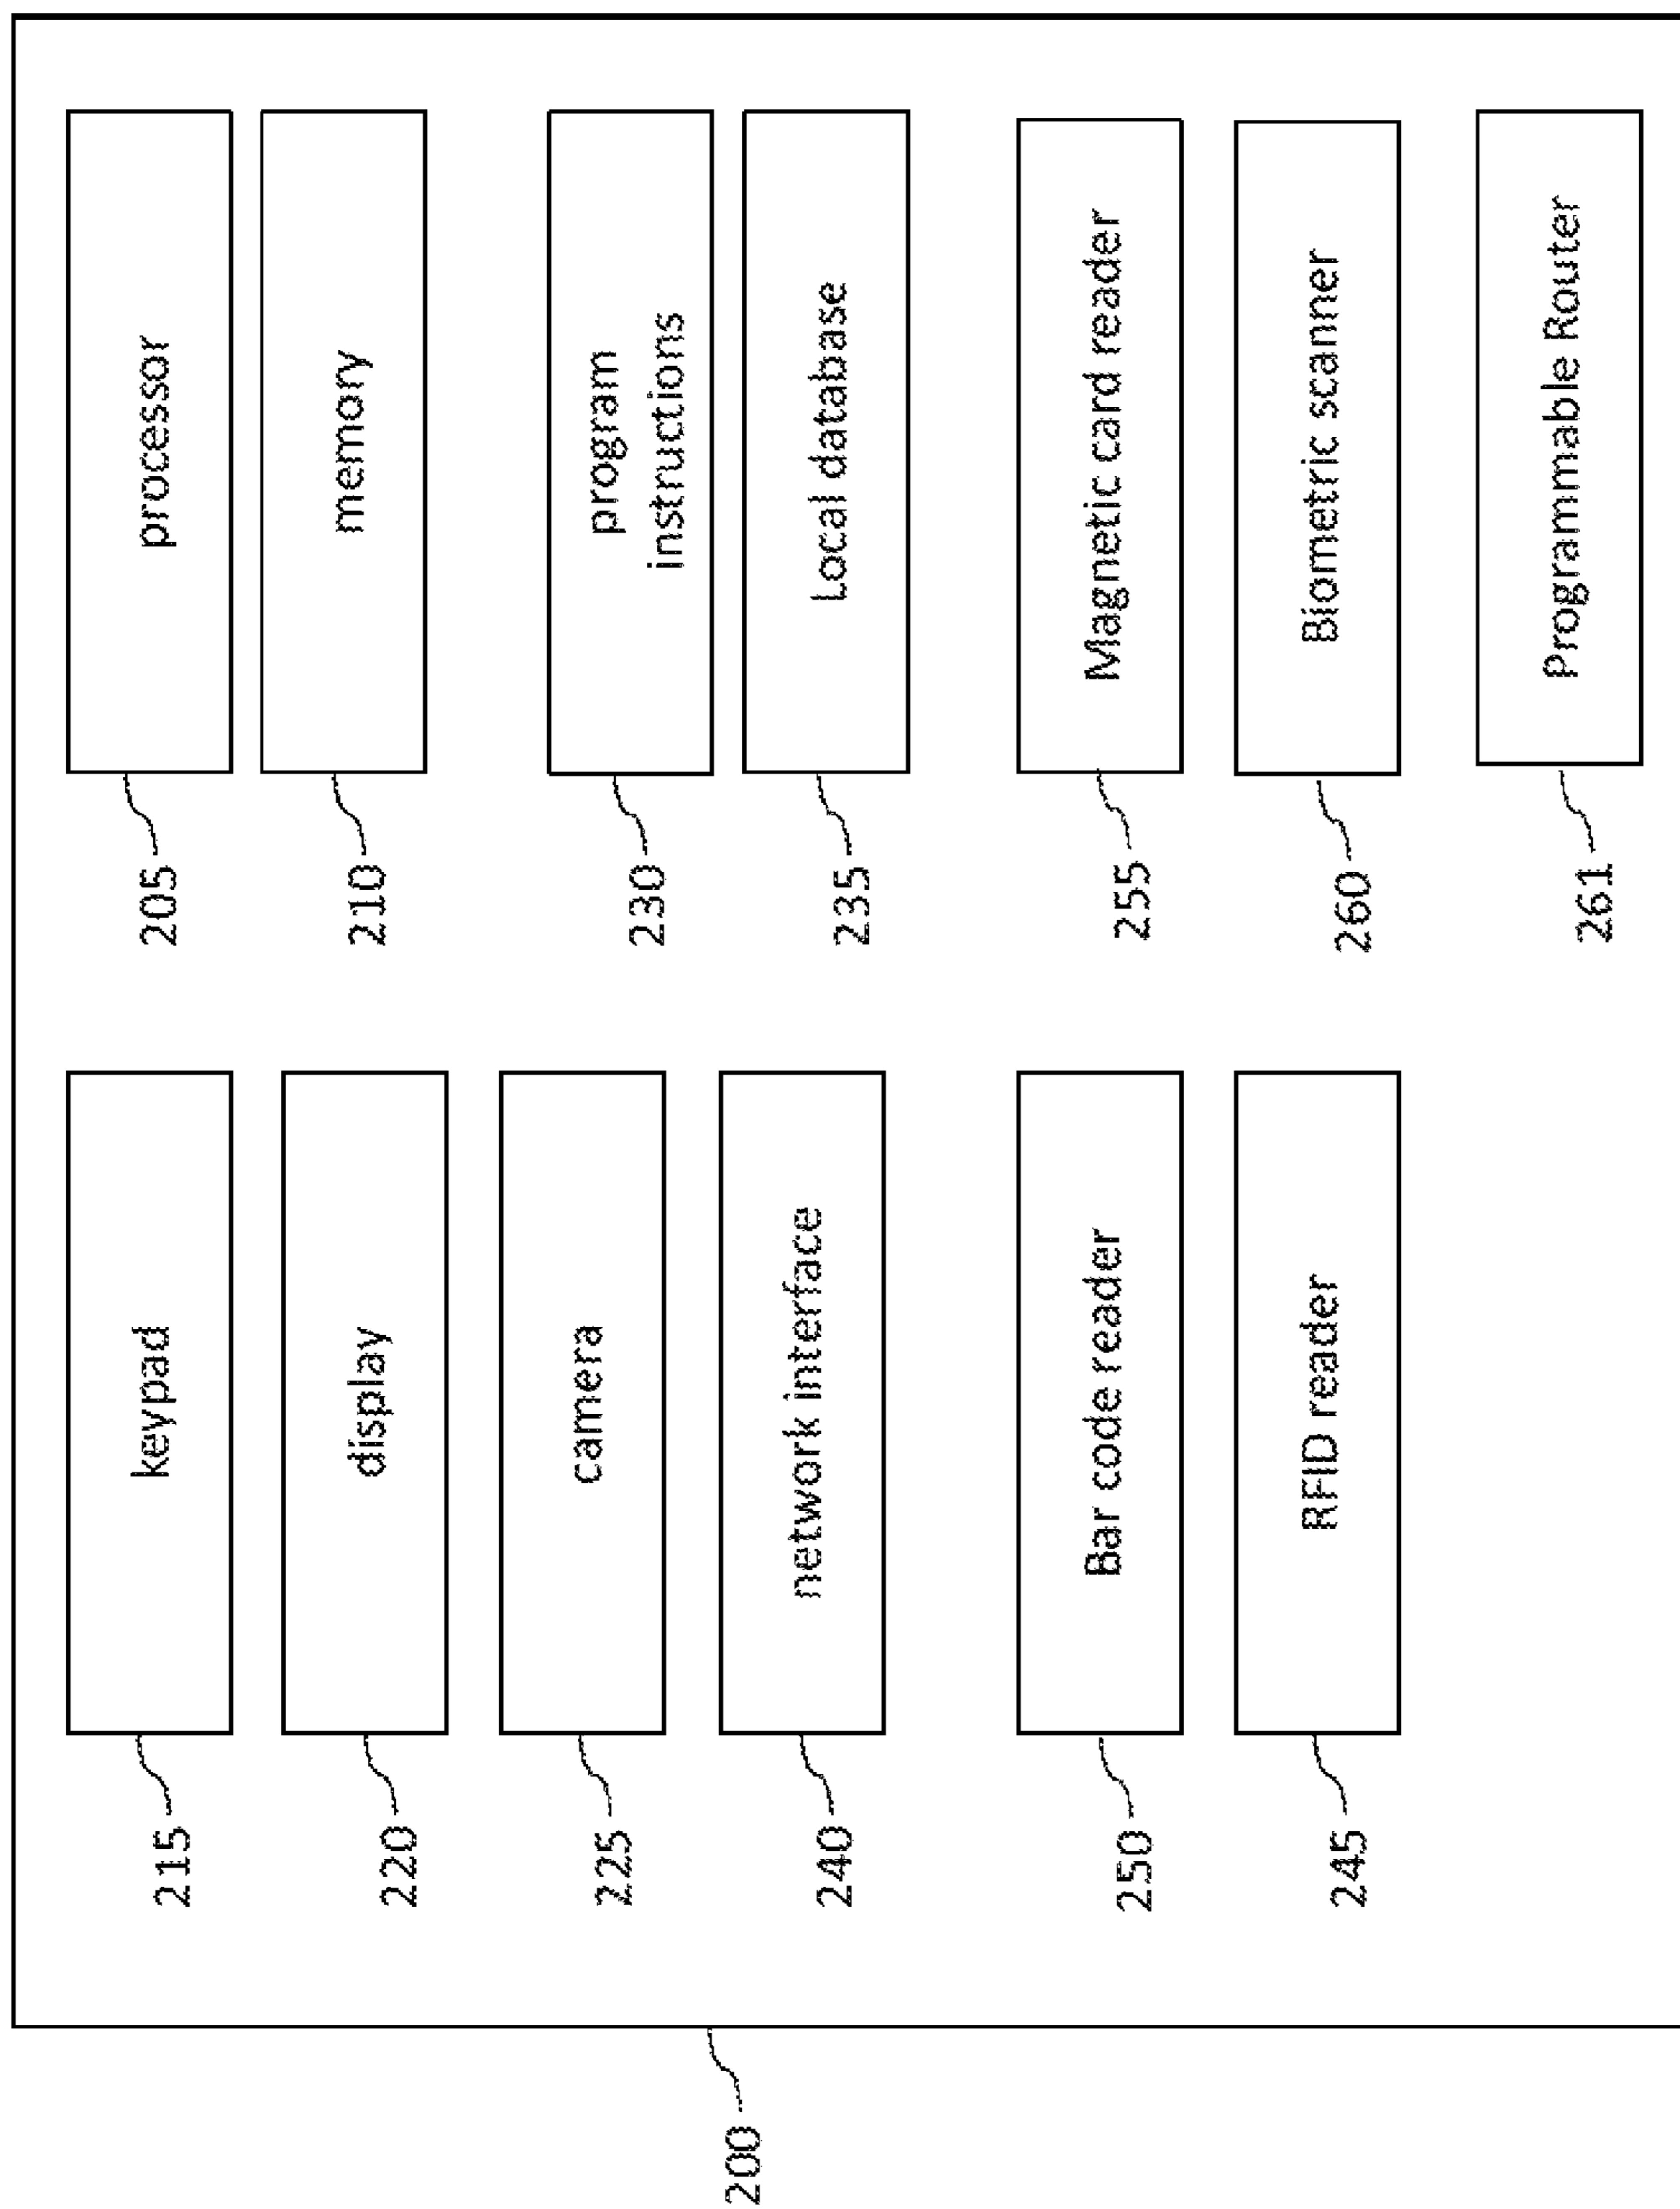 200
215
keypad
220
display
225
camera
240
network interface
250
Bar code reader
245
RFID reader
205
processor
210
memory
230
program
instructions
235
Local database
255
Magnetic card reader
260
Biometric scanner
261
Programmable Router